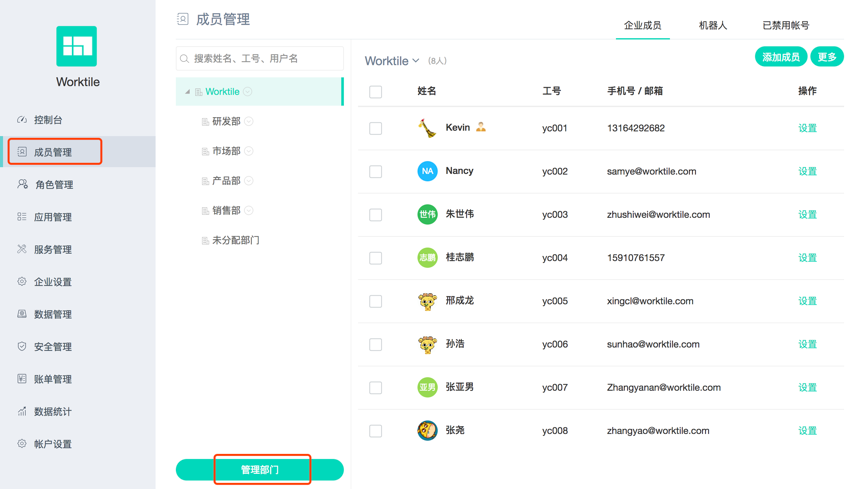 Worktile
控制台
成员管理
角色管理
应用管理
服务管理
企业设置
数据管理
安全管理
账单管理
数据统计
帐户设置
成员管理
企业成员
机器人
已禁用帐号
搜索姓名、工号、用户名
Worktile
研发部
市场部
产品部
销售部
未分配部门
管理部门
Worktile (8人)
添加成员
更多
姓名 工号 手机号 / 邮箱 操作
Kevin yc001 13164292682 设置
NA Nancy yc002 samye@worktile.com 设置
世伟 朱世伟 yc003 zhushiwei@worktile.com 设置
志鹏 桂志鹏 yc004 15910761557 设置
邢成龙 yc005 xingcl@worktile.com 设置
孙浩 yc006 sunhao@worktile.com 设置
亚男 张亚男 yc007 Zhangyanan@worktile.com 设置
张尧 yc008 zhangyao@worktile.com 设置